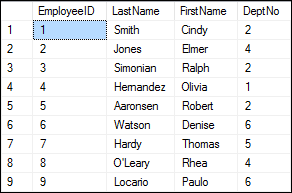 EmployeeID LastName FirstName DeptNo
1 1 Smith Cindy 2
2 2 Jones Elmer 4
3 3 Simonian Ralph 2
4 4 Hernandez Olivia 1
5 5 Aaronsen Robert 2
6 6 Watson Denise 6
7 7 Hardy Thomas 5
8 8 O'Leary Rhea 4
9 9 Locario Paulo 6